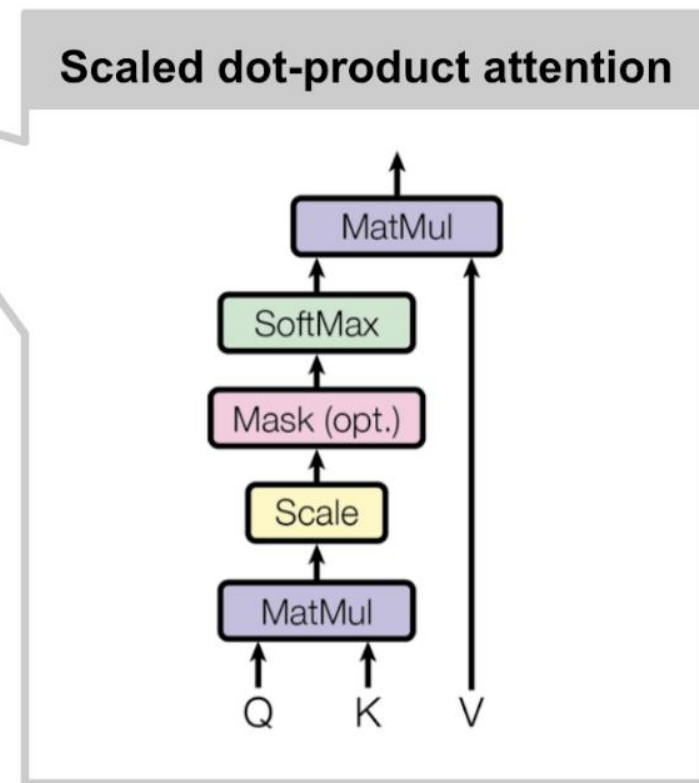 Scaled dot-product attention
MatMul
SoftMax
Mask (opt.)
Scale
MatMul
Q K V